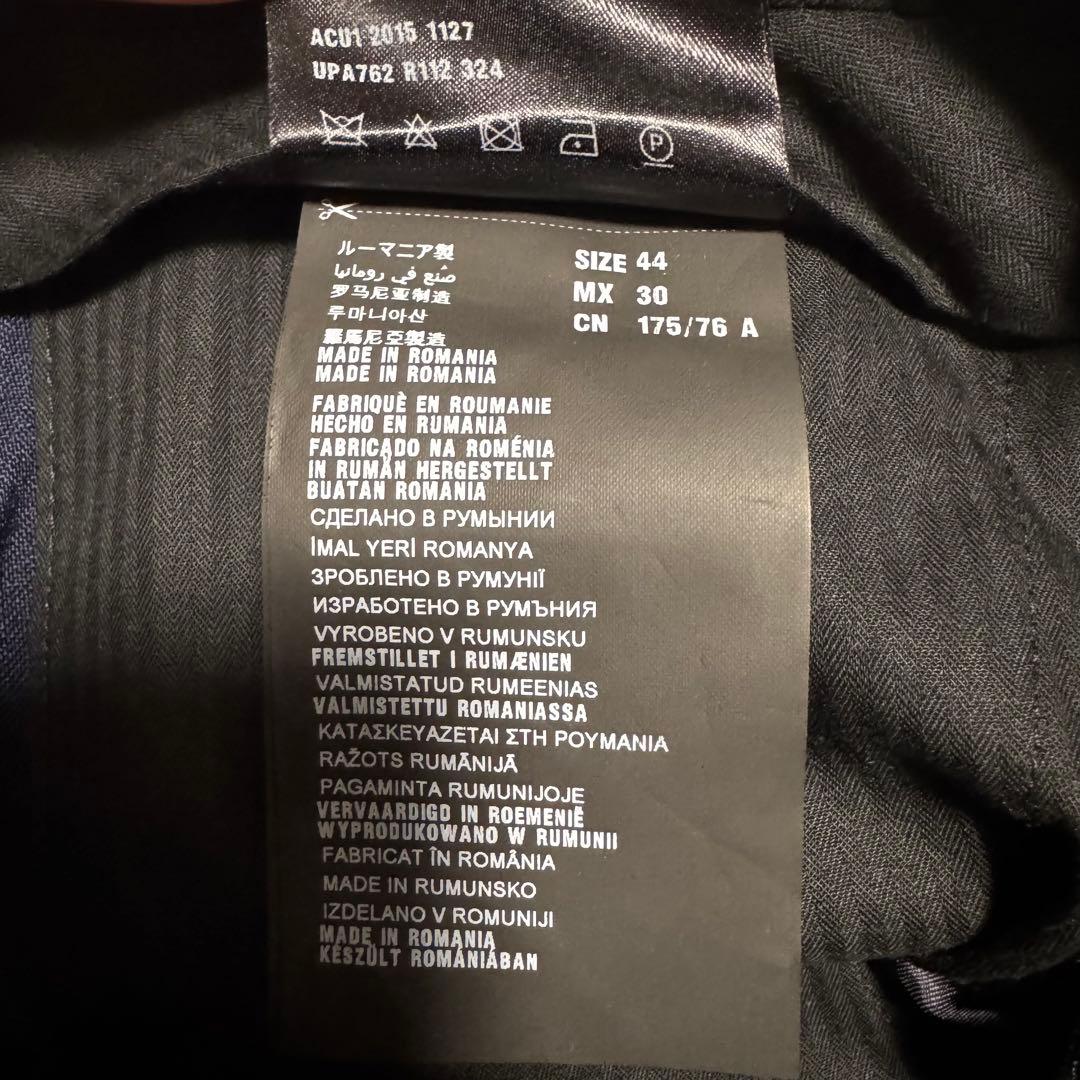 ACU1 2015 1127
UPA762 R112 324
P
ルーマニア製
صُنع في رومانيا
罗马尼亚制造
루마니아산
羅馬尼亞製造
MADE IN ROMANIA
MADE IN ROMANIA
FABRIQUÈ EN ROUMANIE
HECHO EN RUMANIA
FABRICADO NA ROMÉNIA
IN RUMÄN HERGESTELLT
BUATAN ROMANIA
СДЕЛАНО В РУМЫНИИ
İMAL YERİ ROMANYA
ЗРОБЛЕНО В РУМУНІЇ
ИЗРАБОТЕНО В РУМЪНИЯ
VYROBENO V RUMUNSKU
FREMSTILLET I RUMÆNIEN
VALMISTATUD RUMEENIAS
VALMISTETTU ROMANIASSA
ΚΑΤΑΣΚΕΥΑΖΕΤΑΙ ΣΤΗ ΡΟΥΜΑΝΙΑ
RAŽOTS RUMĀNIJĀ
PAGAMINTA RUMUNIJOJE
VERVAARDIGD IN ROEMENIË
WYPRODUKOWANO W RUMUNII
FABRICAT ÎN ROMÂNIA
MADE IN RUMUNSKO
IZDELANO V ROMUNIJI
MADE IN ROMANIA
KÉSZÜLT ROMÁNIÁBAN
SIZE 44
MX 30
CN 175/76 A